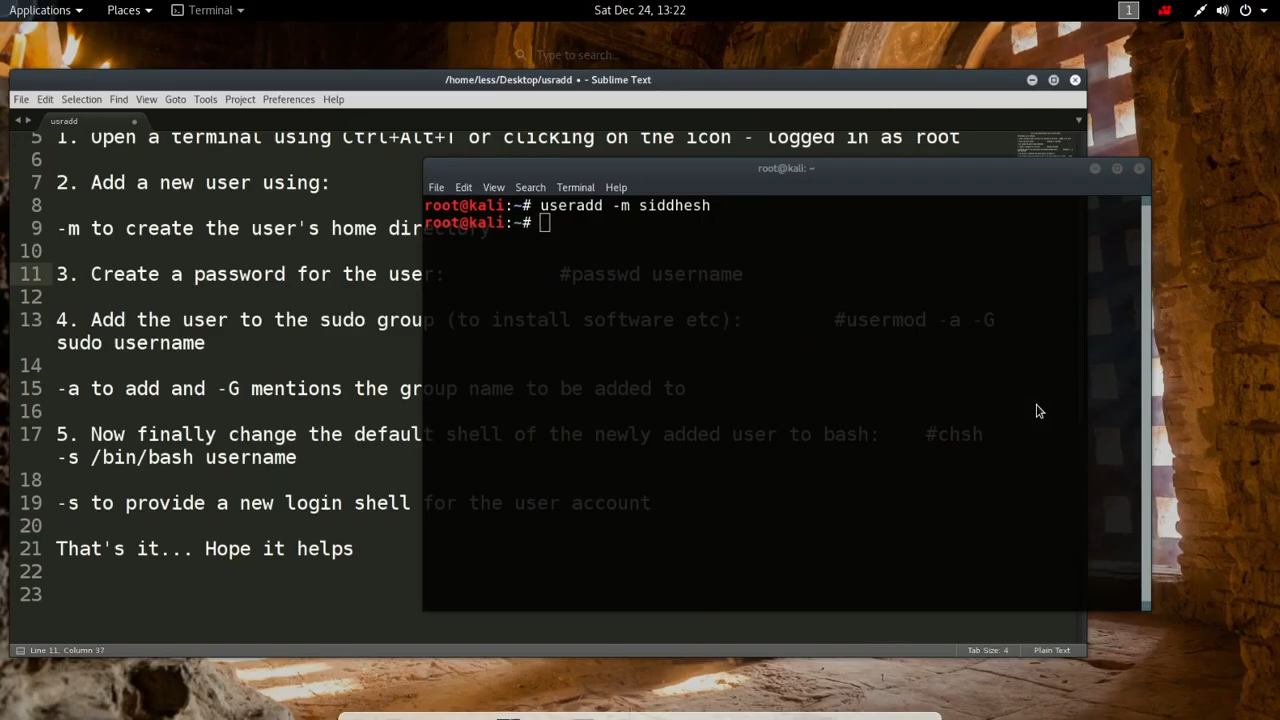 Applications Places Terminal Sat Dec 24, 13:22 1
Type to search...
/home/less/Desktop/usradd • - Sublime Text
File Edit Selection Find View Goto Tools Project Preferences Help
usradd
5 1. Open a terminal using Ctrl+Alt+T or clicking on the icon - logged in as root
6
7 2. Add a new user using:
8
9 -m to create the user's home directory
10
11 3. Create a password for the user: #passwd username
12
13 4. Add the user to the sudo group (to install software etc): #usermod -a -G
sudo username
14
15 -a to add and -G mentions the group name to be added to
16
17 5. Now finally change the default shell of the newly added user to bash: #chsh
-s /bin/bash username
18
19 -s to provide a new login shell for the user account
20
21 That's it... Hope it helps
22
23
Line 11, Column 37 Tab Size: 4 Plain Text
root@kali: ~
File Edit View Search Terminal Help
root@kali:~# useradd -m siddhesh
root@kali:~#